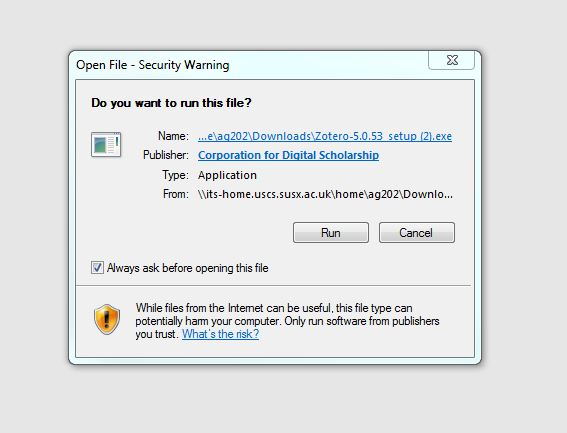 Open File - Security Warning
Do you want to run this file?
Name: ...e\ag202\Downloads\Zotero-5.0.53_setup (2).exe
Publisher: Corporation for Digital Scholarship
Type: Application
From: \\its-home.uscs.susx.ac.uk\home\ag202\Downlo...
Run Cancel
Always ask before opening this file
While files from the Internet can be useful, this file type can
potentially harm your computer. Only run software from publishers
you trust. What's the risk?